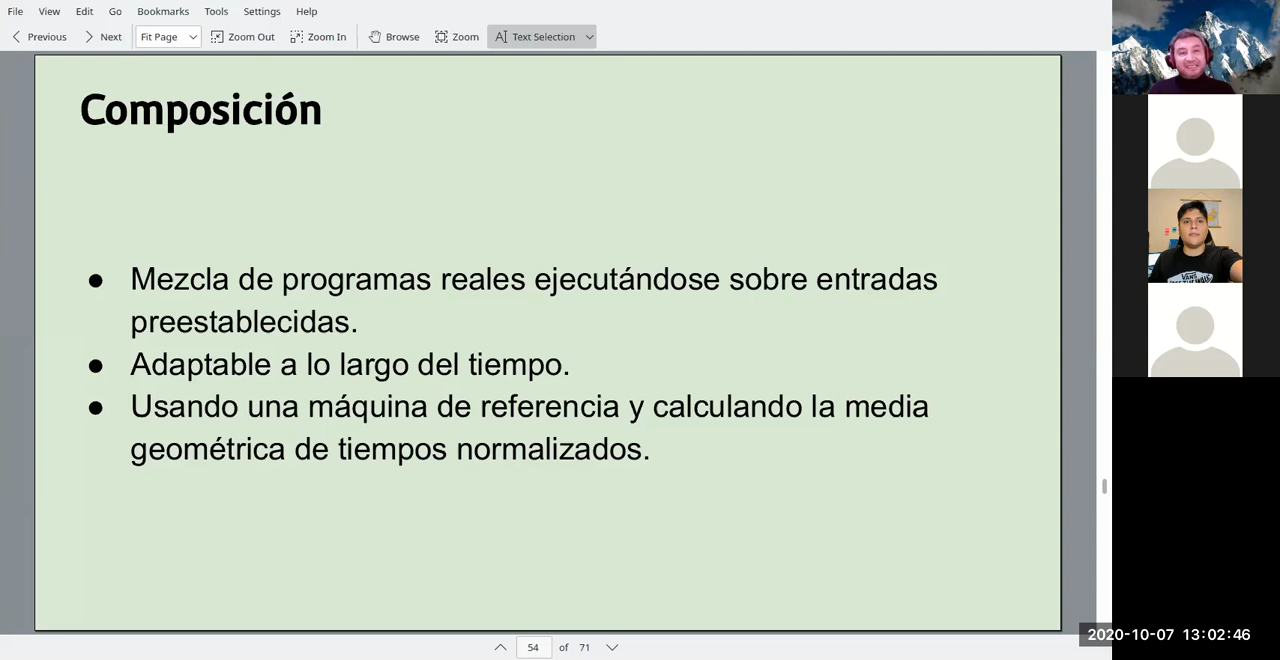 File View Edit Go Bookmarks Tools Settings Help
Previous Next Fit Page Zoom Out Zoom In Browse Zoom Text Selection
Composición
● Mezcla de programas reales ejecutándose sobre entradas
preestablecidas.
● Adaptable a lo largo del tiempo.
● Usando una máquina de referencia y calculando la media
geométrica de tiempos normalizados.
VANS
54 of 71
2020-10-07 13:02:46